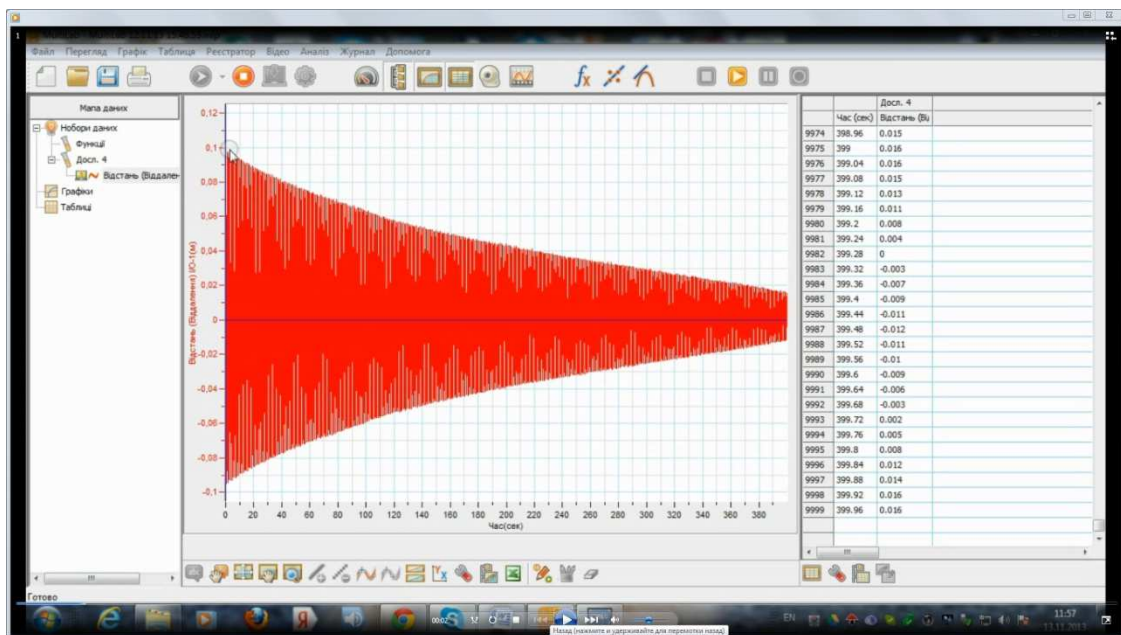 1
Файл Перегляд Графік Таблиця Реєстратор Відео Аналіз Журнал Допомога
Мапа даних
Нобори даних
Функції
Досл. 4
Відстань (Віддален
Графіки
Таблиці
Відстань (Віддалення) I/O-1(м)
0,12
0,1
0,08
0,06
0,04
0,02
0
-0,02
-0,04
-0,06
-0,08
-0,1
0 20 40 60 80 100 120 140 160 180 200 220 240 260 280 300 320 340 360 380
Час(сек)
Досл. 4
Час (сек) Відстань (Ві
9974 398.96 0.015
9975 399 0.016
9976 399.04 0.016
9977 399.08 0.015
9978 399.12 0.013
9979 399.16 0.011
9980 399.2 0.008
9981 399.24 0.004
9982 399.28 0
9983 399.32 -0.003
9984 399.36 -0.007
9985 399.4 -0.009
9986 399.44 -0.011
9987 399.48 -0.012
9988 399.52 -0.011
9989 399.56 -0.01
9990 399.6 -0.009
9991 399.64 -0.006
9992 399.68 -0.003
9993 399.72 0.002
9994 399.76 0.005
9995 399.8 0.008
9996 399.84 0.012
9997 399.88 0.014
9998 399.92 0.016
9999 399.96 0.016
Готово
EN
11:57
13.11.2013
Назад (нажмите и удерживайте для перемотки назад)